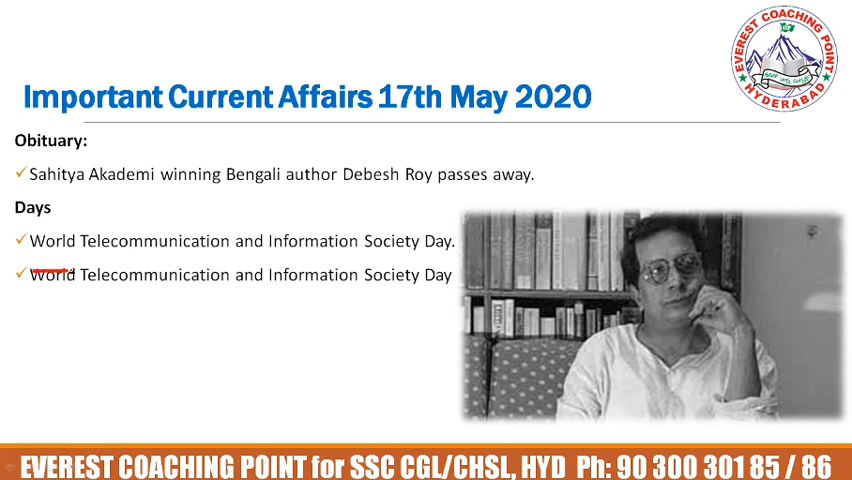 EVEREST COACHING POINT
HYDERABAD
Important Current Affairs 17th May 2020
Obituary:
✓Sahitya Akademi winning Bengali author Debesh Roy passes away.
Days
✓World Telecommunication and Information Society Day.
✓World Telecommunication and Information Society Day
EVEREST COACHING POINT for SSC CGL/CHSL, HYD Ph: 90 300 301 85 / 86